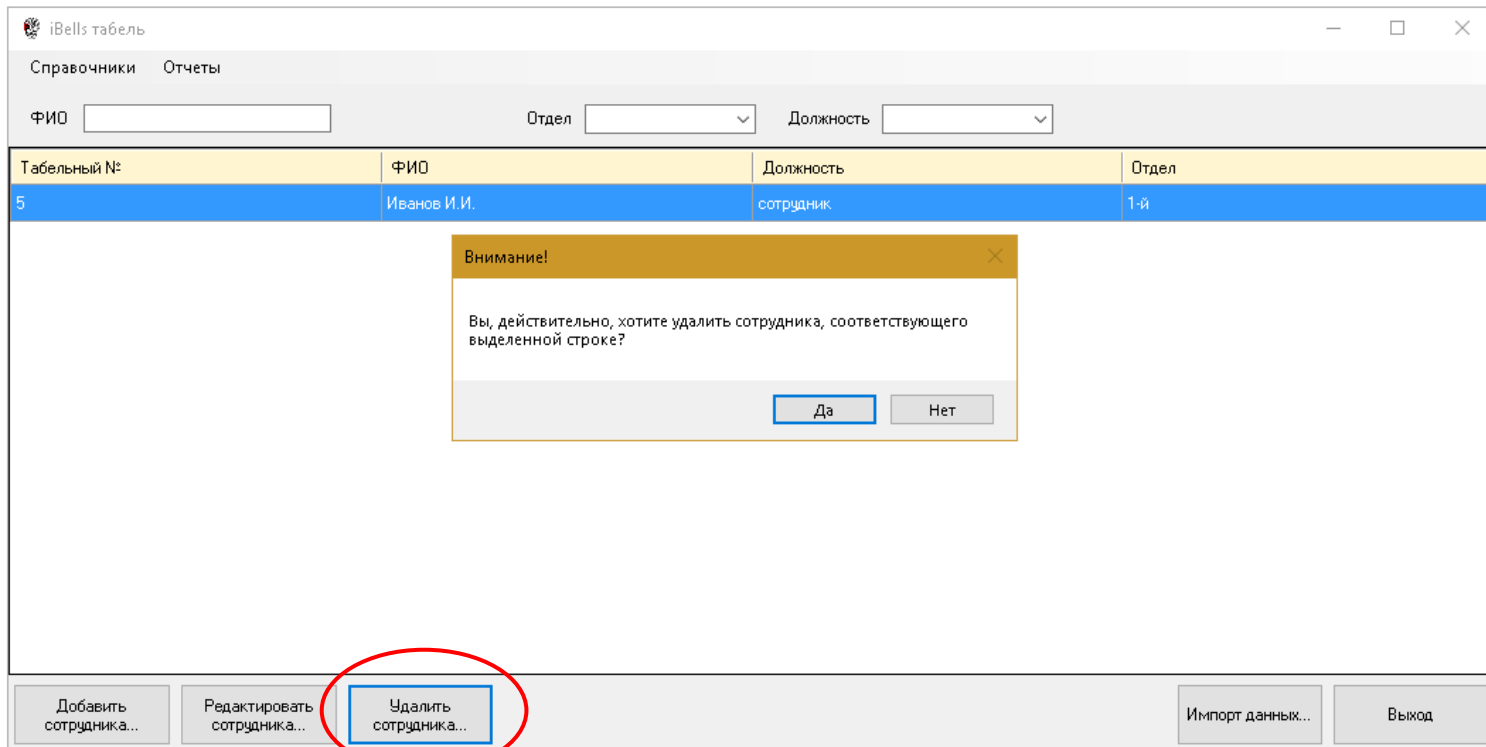 iBells табель
Справочники Отчеты
ФИО Отдел Должность
Табельный № ФИО Должность Отдел
5 Иванов И.И. сотрудник 1-й
Внимание!
Вы, действительно, хотите удалить сотрудника, соответствующего
выделенной строке?
Да Нет
Добавить
сотрудника...
Редактировать
сотрудника...
Удалить
сотрудника...
Импорт данных...
Выход